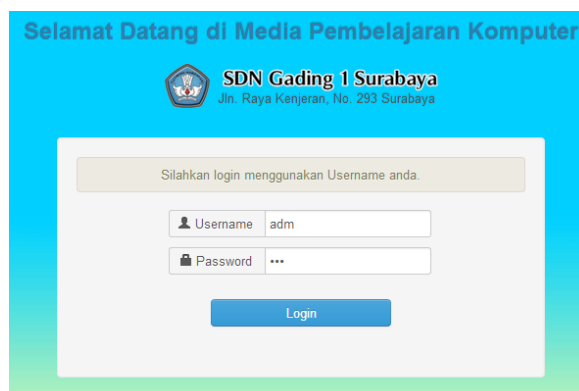 Selamat Datang di Media Pembelajaran Komputer
SDN Gading 1 Surabaya
Jln. Raya Kenjeran, No. 293 Surabaya
Silahkan login menggunakan Username anda.
Username adm
Password •••
Login